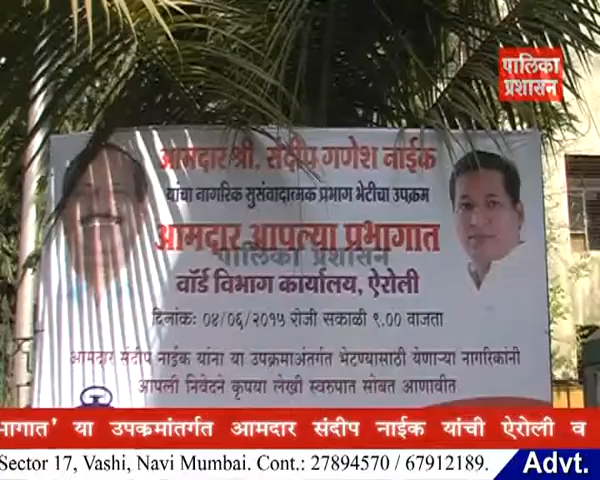 पालिका
प्रशासन
आमदार श्री. संदीप गणेश नाईक
यांचा नागरिक सुसंवादात्मक प्रभाग भेटीचा उपक्रम
आमदार आपल्या प्रभागात
पालिका प्रशासन
वॉर्ड विभाग कार्यालय, ऐरोली
दिनांकः ०४/०६/२०१५ रोजी सकाळी ९.०० वाजता
आमदार संदीप नाईक यांना या उपक्रमाअंतर्गत भेटण्यासाठी येणाऱ्या नागरिकांनी
आपली निवेदने कृपया लेखी स्वरुपात सोबत आणावीत
भागात' या उपक्रमांतर्गत आमदार संदीप नाईक यांची ऐरोली व
Sector 17, Vashi, Navi Mumbai. Cont.: 27894570 / 67912189.
Advt.